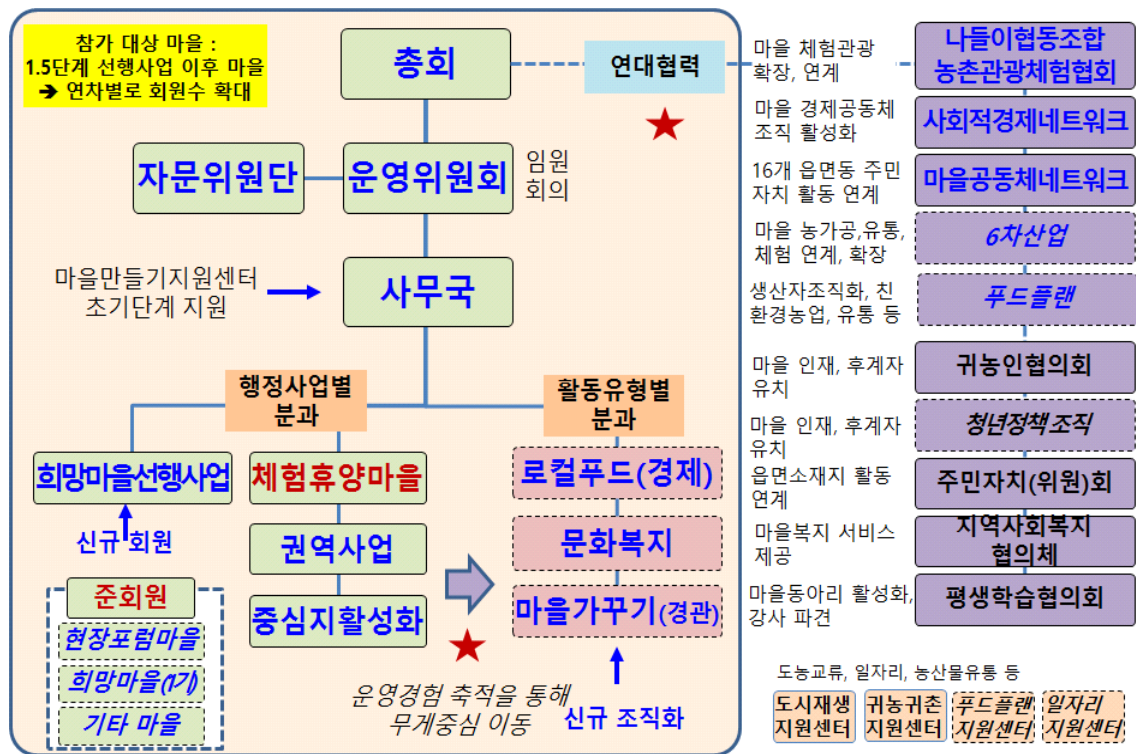 참가 대상 마을 :
1.5단계 선행사업 이후 마을
➔ 연차별로 회원수 확대
총회
연대협력
자문위원단
운영위원회
임원
회의
마을만들기지원센터
초기단계 지원
사무국
행정사업별
분과
활동유형별
분과
희망마을선행사업
신규 회원
체험휴양마을
권역사업
중심지활성화
로컬푸드(경제)
문화복지
마을가꾸기(경관)
준회원
현장포럼마을
희망마을(1기)
기타 마을
운영경험 축적을 통해
무게중심 이동
신규 조직화
마을 체험관광
확장, 연계
나들이협동조합
농촌관광체험협회
마을 경제공동체
조직 활성화
사회적경제네트워크
16개 읍면동 주민
자치 활동 연계
마을공동체네트워크
마을 농가공,유통,
체험 연계, 확장
6차산업
생산자조직화, 친
환경농업, 유통 등
푸드플랜
마을 인재, 후계자
유치
귀농인협의회
마을 인재, 후계자
유치
청년정책 조직
읍면소재지 활동
연계
주민자치(위원)회
마을복지 서비스
제공
지역사회복지
협의체
마을동아리 활성화,
강사 파견
평생학습협의회
도농교류, 일자리, 농산물유통 등
도시재생
지원센터
귀농귀촌
지원센터
푸드플랜
지원센터
일자리
지원센터